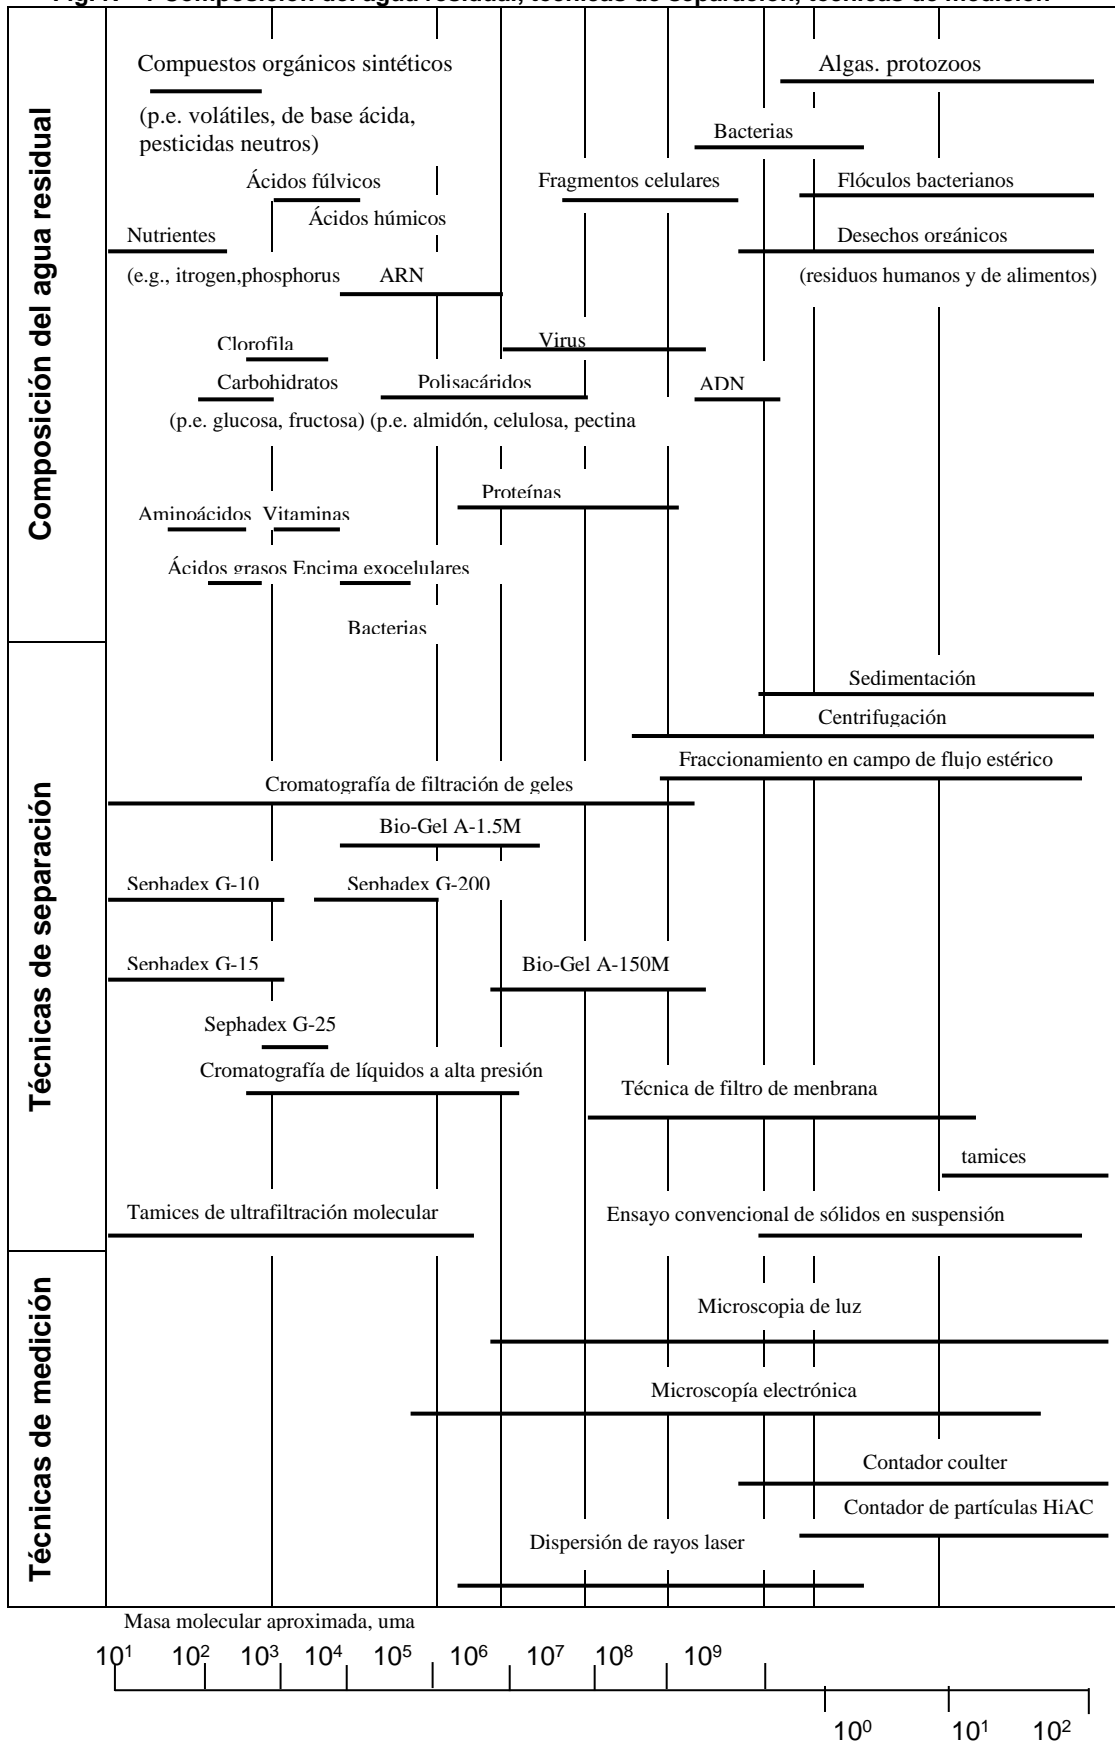 Composición del agua residual
Compuestos orgánicos sintéticos
(p.e. volátiles, de base ácida,
pesticidas neutros)
Algas. protozoos
Bacterias
Ácidos fúlvicos
Fragmentos celulares
Flóculos bacterianos
Ácidos húmicos
Nutrientes
Desechos orgánicos
(e.g., itrogen,phosphorus
ARN
(residuos humanos y de alimentos)
Clorofila
Virus
Carbohidratos
Polisacáridos
ADN
(p.e. glucosa, fructosa) (p.e. almidón, celulosa, pectina
Proteínas
Aminoácidos
Vitaminas
Ácidos grasos Encima exocelulares
Bacterias
Técnicas de separación
Sedimentación
Centrifugación
Fraccionamiento en campo de flujo estérico
Cromatografía de filtración de geles
Bio-Gel A-1.5M
Sephadex G-10
Sephadex G-200
Sephadex G-15
Bio-Gel A-150M
Sephadex G-25
Cromatografía de líquidos a alta presión
Técnica de filtro de menbrana
tamices
Tamices de ultrafiltración molecular
Ensayo convencional de sólidos en suspensión
Técnicas de medición
Microscopia de luz
Microscopía electrónica
Contador coulter
Contador de partículas HiAC
Dispersión de rayos laser
Masa molecular aproximada, uma
10¹ 10² 10³ 10⁴ 10⁵ 10⁶ 10⁷ 10⁸ 10⁹
10⁰ 10¹ 10²